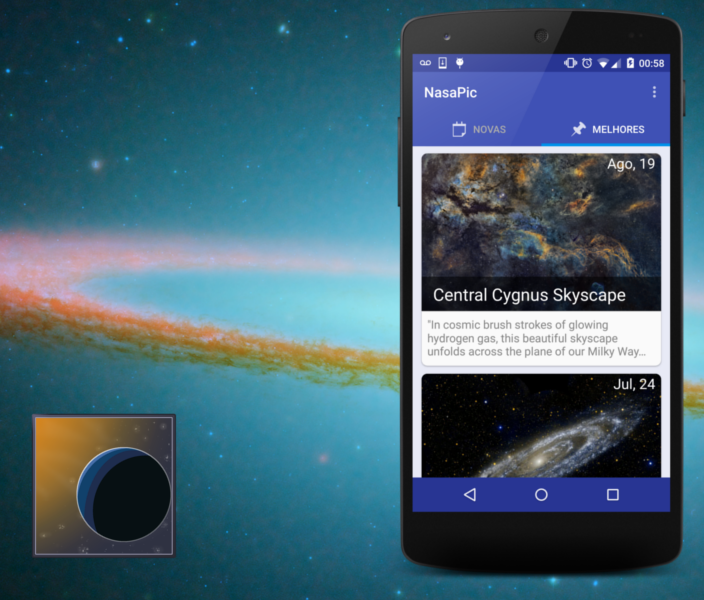 00:58
NasaPic
NOVAS
MELHORES
Ago, 19
Central Cygnus Skyscape
"In cosmic brush strokes of glowing
hydrogen gas, this beautiful skyscape
unfolds across the plane of our Milky Way...
Jul, 24